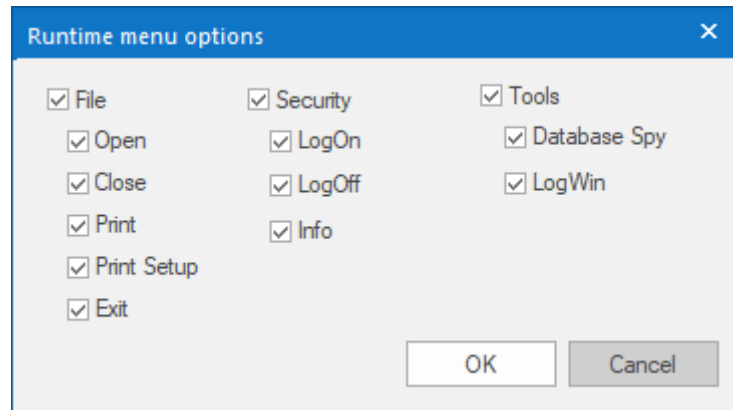 Runtime menu options
File
Open
Close
Print
Print Setup
Exit
Security
LogOn
LogOff
Info
Tools
Database Spy
LogWin
OK
Cancel